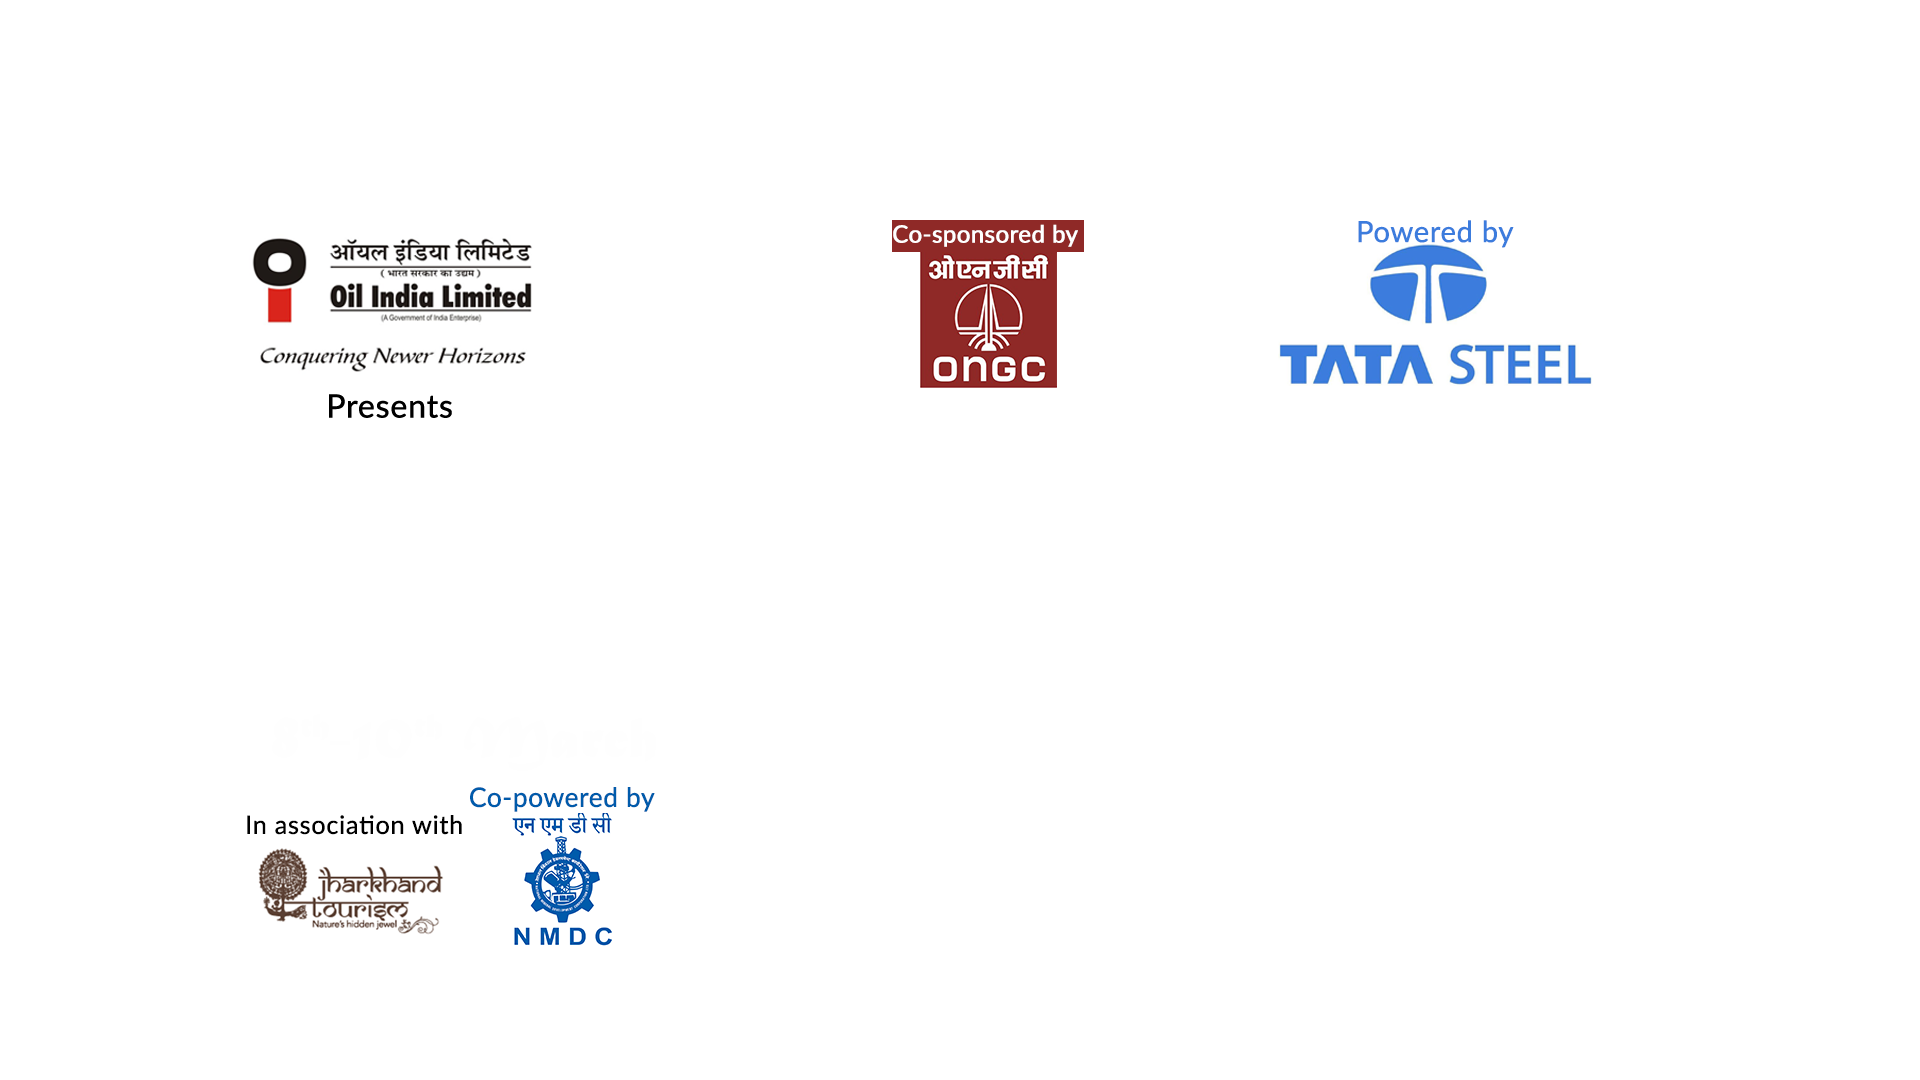 ऑयल इंडिया लिमिटेड
( भारत सरकार का उद्यम )
Oil India Limited
(A Government of India Enterprise)
Conquering Newer Horizons
Presents
Co-sponsored by
ओएनजीसी
ONGC
Powered by
TATA STEEL
In association with
jharkhand
tourism
Nature's hidden jewel
Co-powered by
एन एम डी सी
NMDC